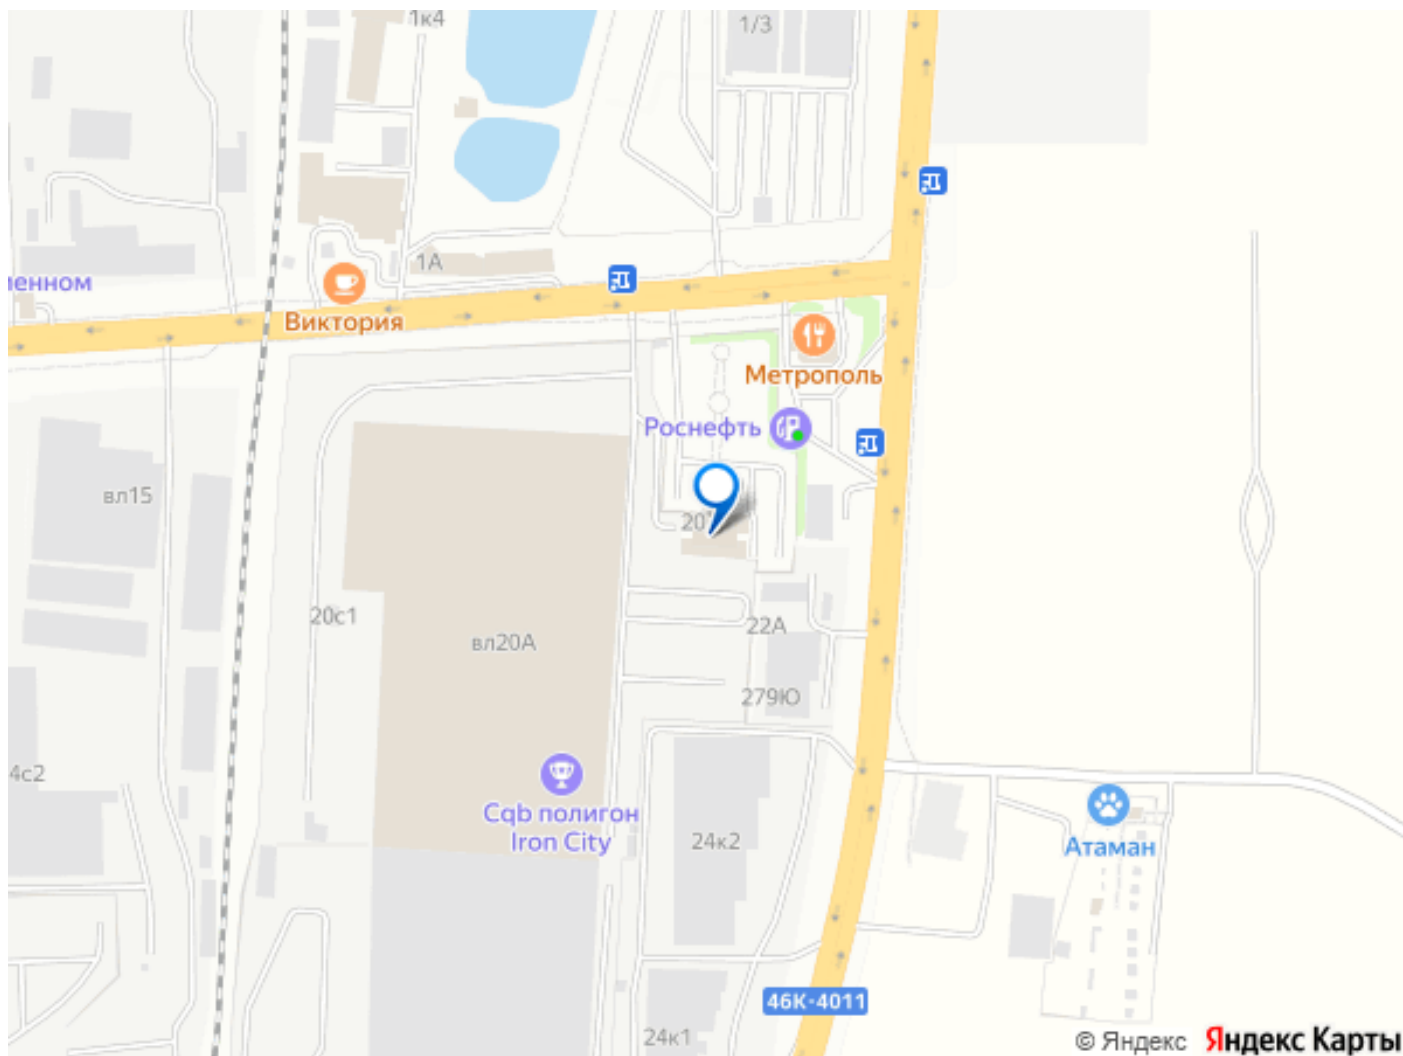 1к4
1/3
1А
ленном
Виктория
Метрополь
Роснефть
вл15
20
20с1
вл20А
22А
279Ю
4с2
Cqb полигон
Iron City
24к2
Атаман
46К-4011
24к1
© Яндекс Яндекс Карты